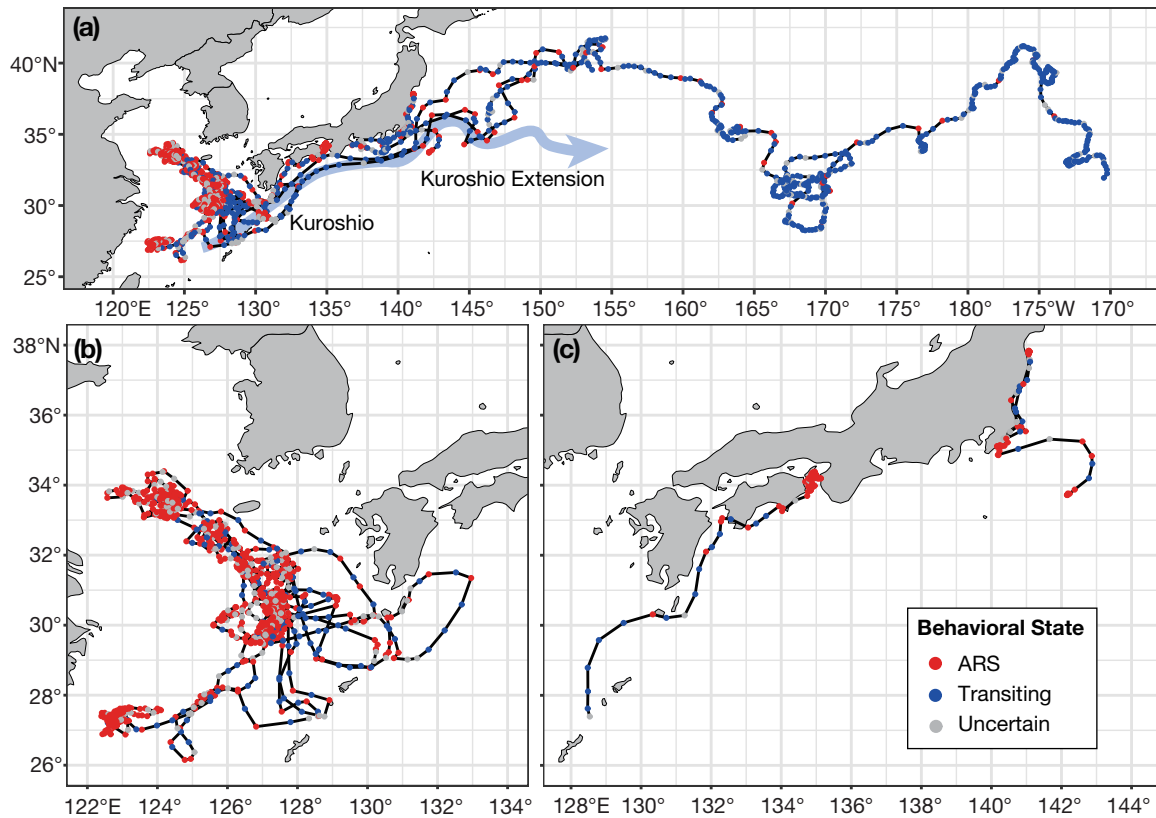 (a)
40°N
35°
30°
25°
Kuroshio Extension
Kuroshio
120°E 125° 130° 135° 140° 145° 150° 155° 160° 165° 170° 175° 180° 175°W 170°
(b)
38°N
36°
34°
32°
30°
28°
26°
122°E 124° 126° 128° 130° 132° 134°
(c)
Behavioral State
ARS
Transiting
Uncertain
128°E 130° 132° 134° 136° 138° 140° 142° 144°